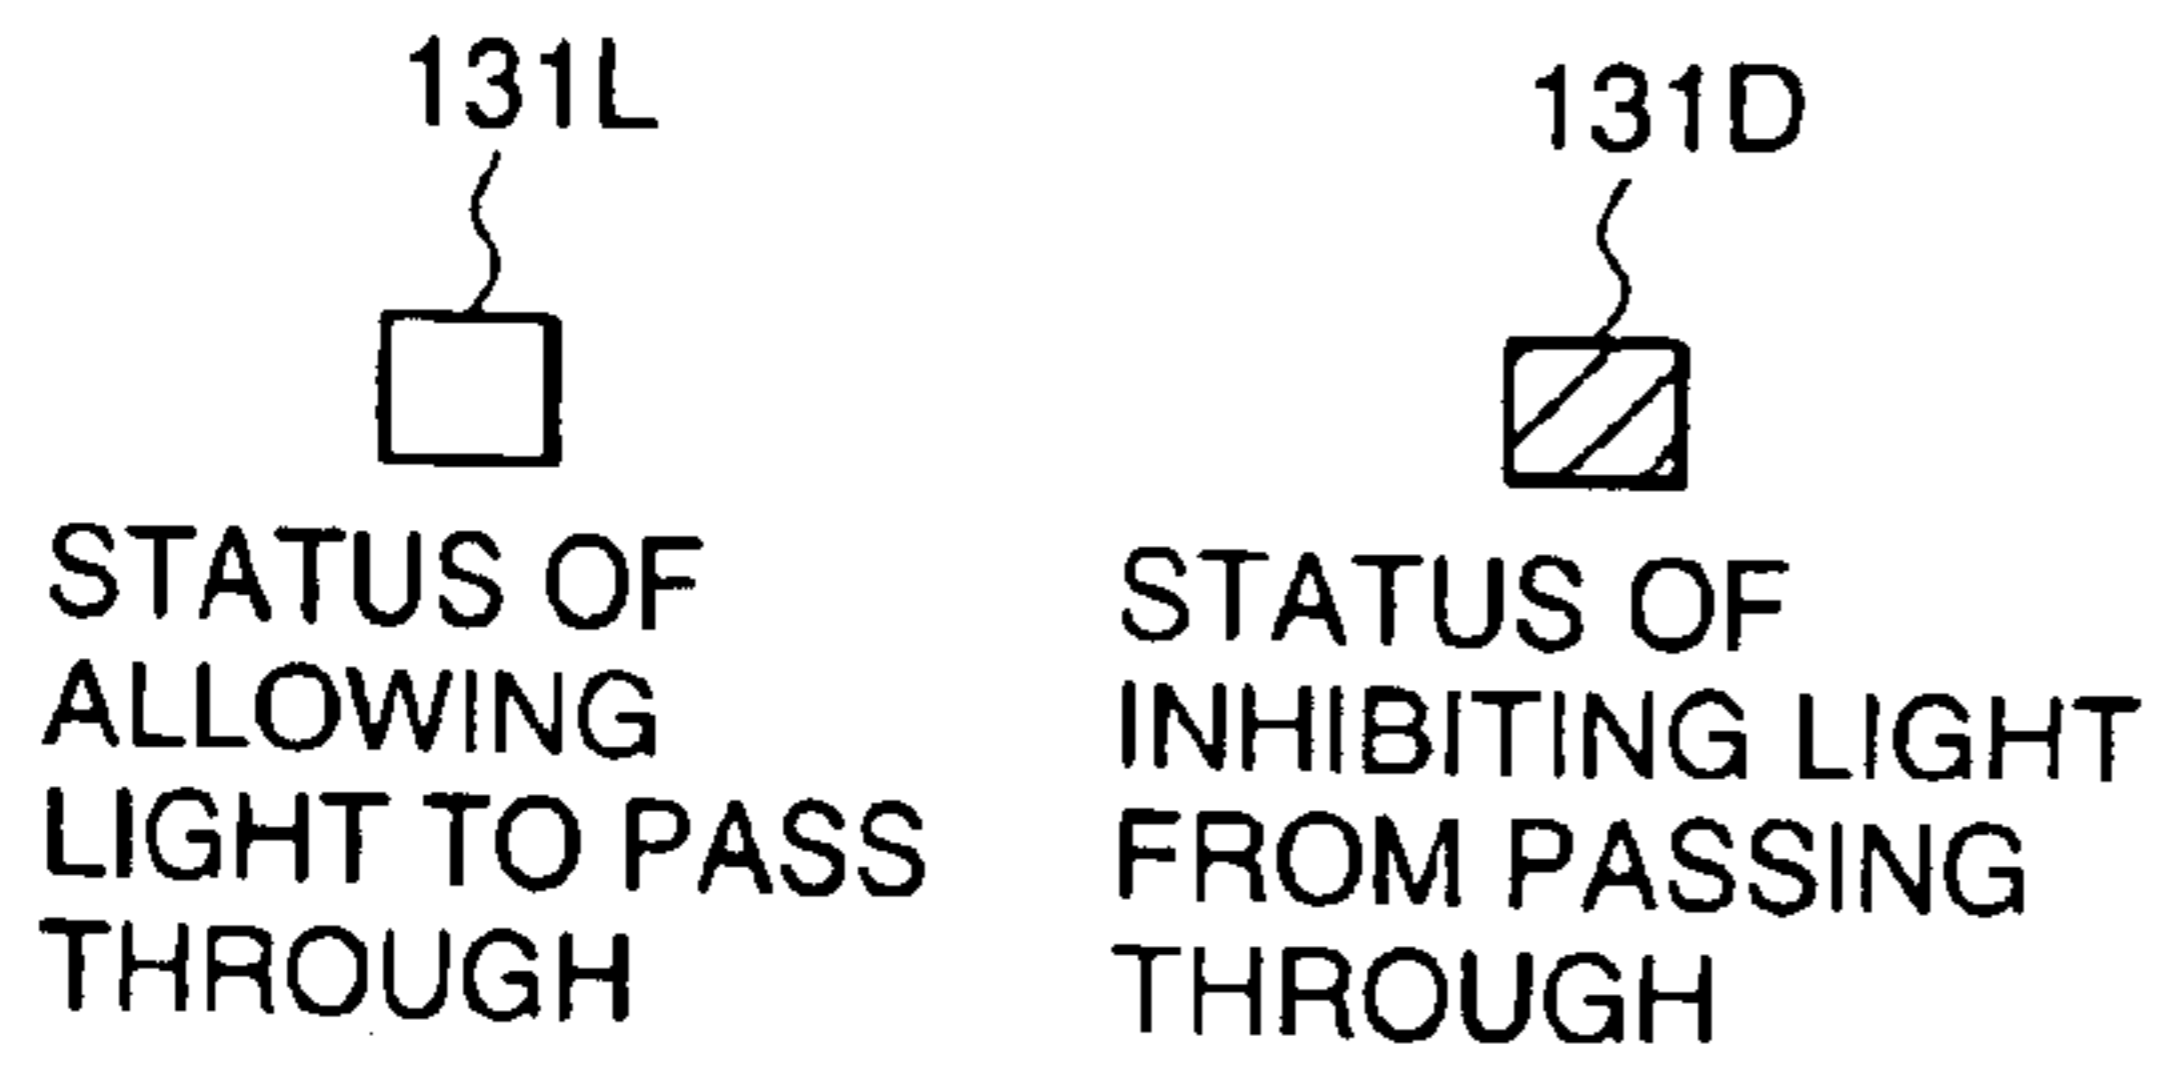 131L
STATUS OF
ALLOWING
LIGHT TO PASS
THROUGH
131D
STATUS OF
INHIBITING LIGHT
FROM PASSING
THROUGH